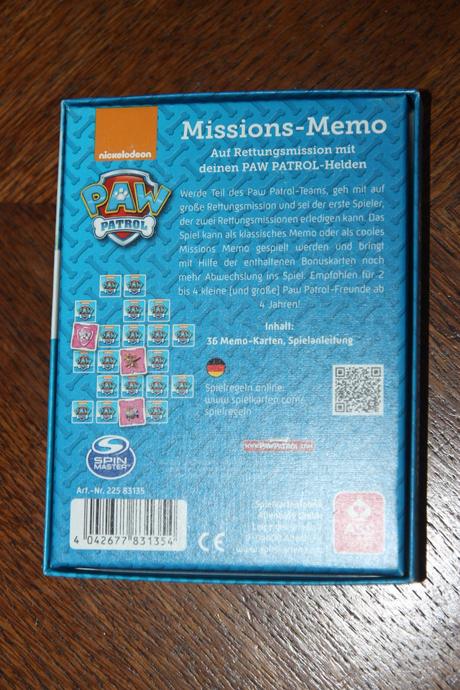 nickelodeon
Missions-Memo
Auf Rettungsmission mit
deinen PAW PATROL-Helden
PAW
PATROL
Werde Teil des Paw Patrol-Teams, geh mit auf
große Rettungsmission und sei der erste Spieler,
der zwei Rettungsmissionen erledigen kann. Das
Spiel kann als klassisches Memo oder als cooles
Missions Memo gespielt werden und bringt
mit Hilfe der enthaltenen Bonuskarten noch
mehr Abwechslung ins Spiel. Empfohlen für 2
bis 4 kleine (und große) Paw Patrol-Freunde ab
4 Jahren!
Inhalt:
36 Memo-Karten, Spielanleitung
Spielregeln online:
www.spielkarten.com/
spielregeln
SPIN
MASTER
www.PAWPATROL.com
Art.-Nr. 225 83135
4 042677 831354
CE
Altenburg
ASS